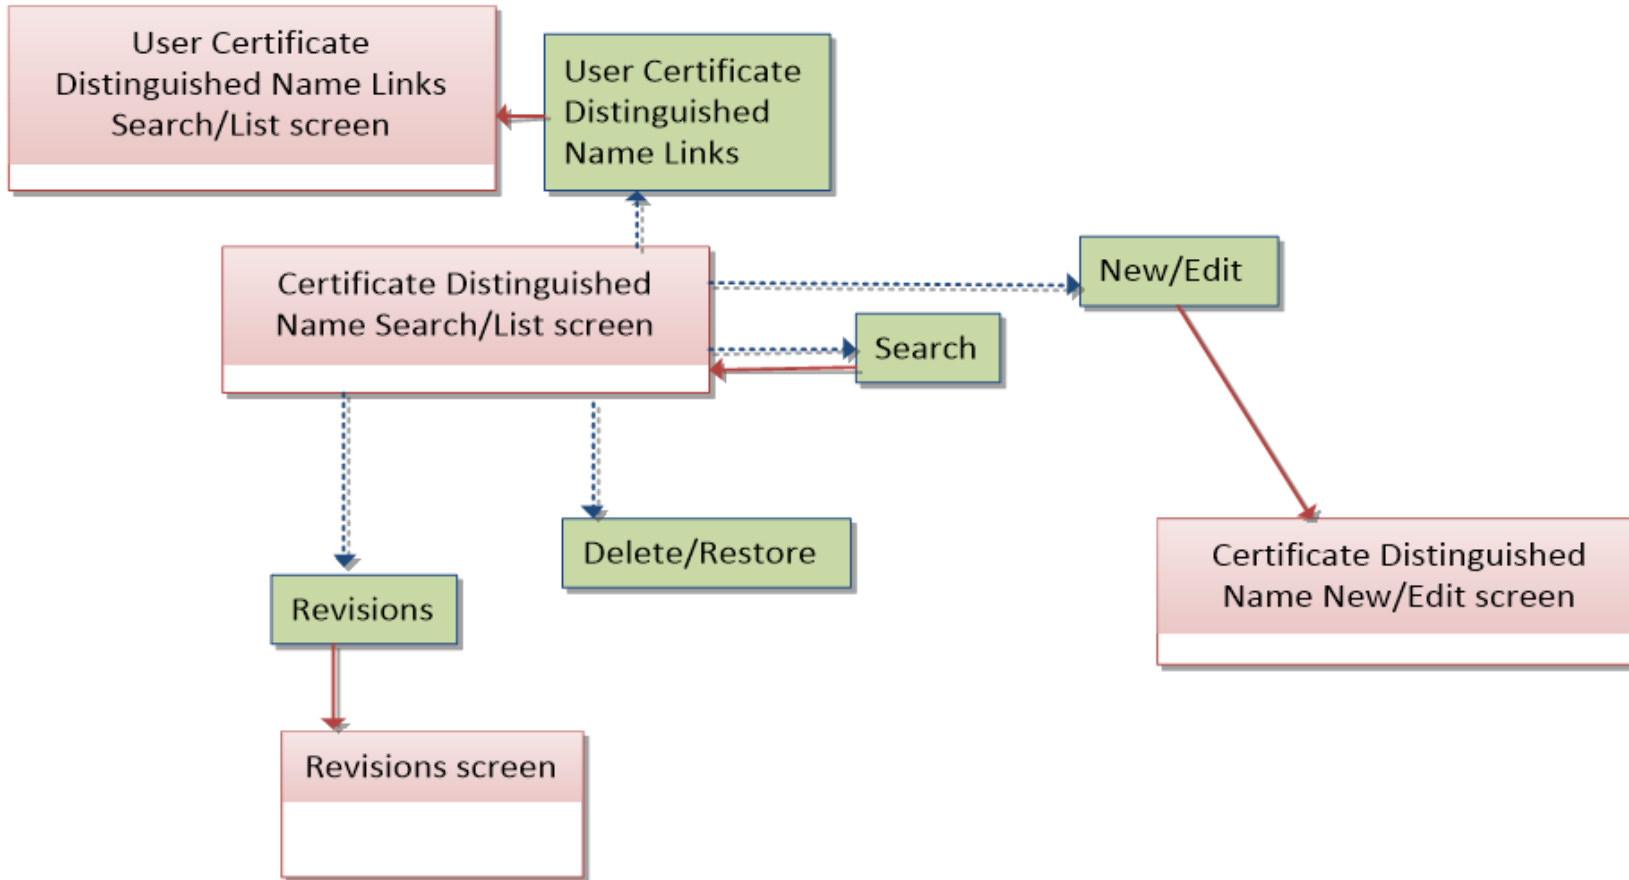 User Certificate
Distinguished Name Links
Search/List screen
User Certificate
Distinguished
Name Links
Certificate Distinguished
Name Search/List screen
New/Edit
Search
Delete/Restore
Certificate Distinguished
Name New/Edit screen
Revisions
Revisions screen